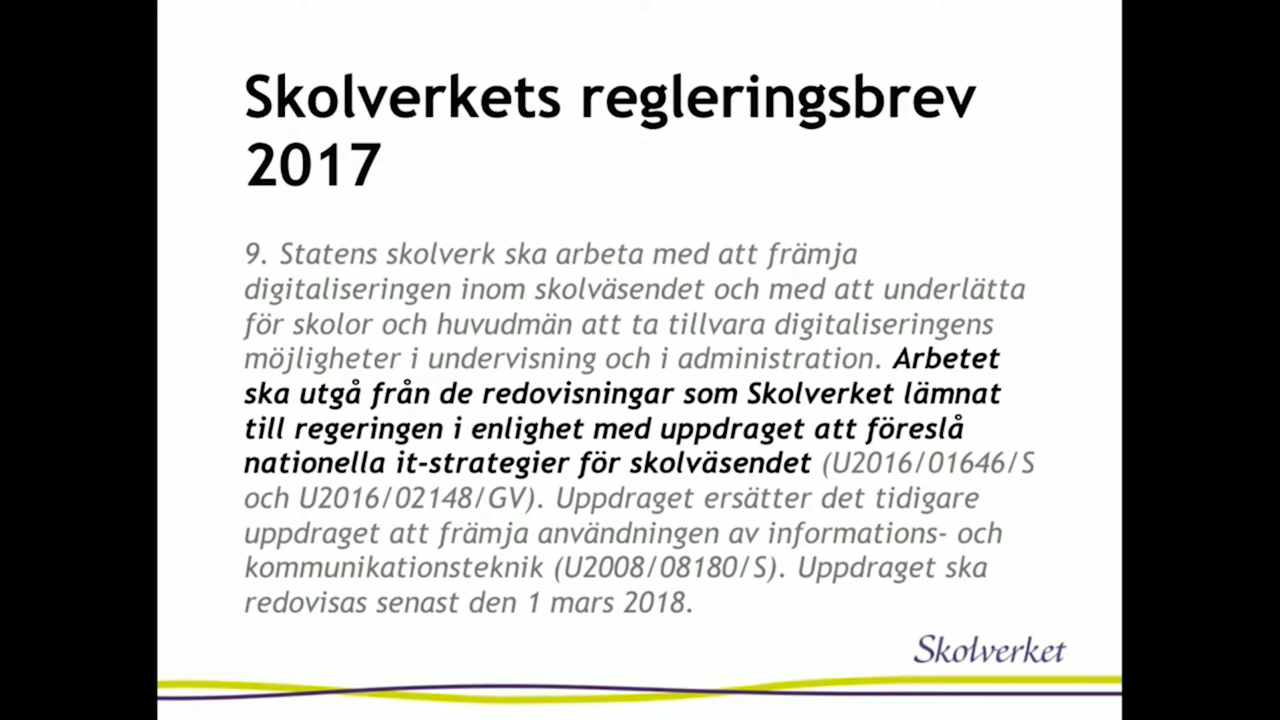 Skolverkets regleringsbrev
2017
9. Statens skolverk ska arbeta med att främja
digitaliseringen inom skolväsendet och med att underlätta
för skolor och huvudmän att ta tillvara digitaliseringens
möjligheter i undervisning och i administration. Arbetet
ska utgå från de redovisningar som Skolverket lämnat
till regeringen i enlighet med uppdraget att föreslå
nationella it-strategier för skolväsendet (U2016/01646/S
och U2016/02148/GV). Uppdraget ersätter det tidigare
uppdraget att främja användningen av informations- och
kommunikationsteknik (U2008/08180/S). Uppdraget ska
redovisas senast den 1 mars 2018.
Skolverket